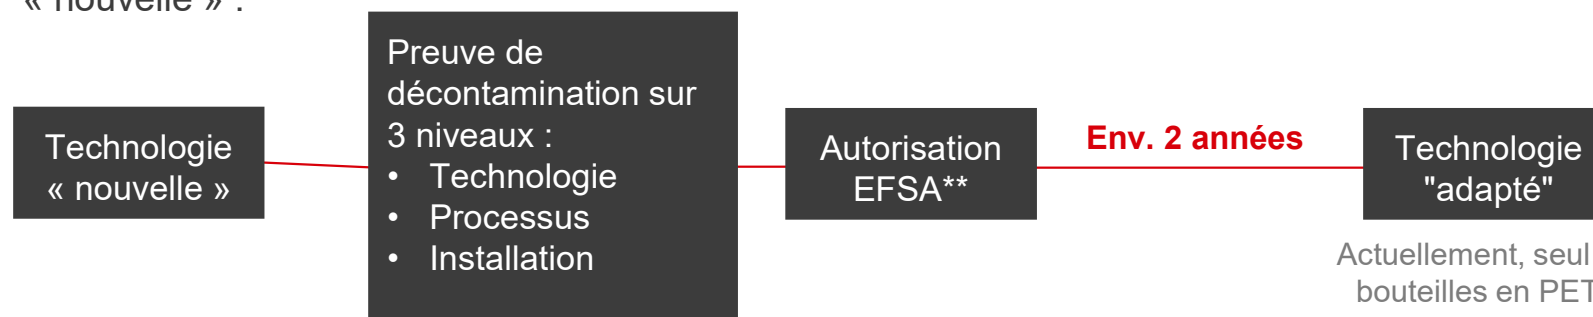 « nouvelle » :
Technologie
« nouvelle »
Preuve de
décontamination sur
3 niveaux :
• Technologie
• Processus
• Installation
Autorisation
EFSA**
Env. 2 années
Technologie
"adapté"
Actuellement, seul
bouteilles en PET